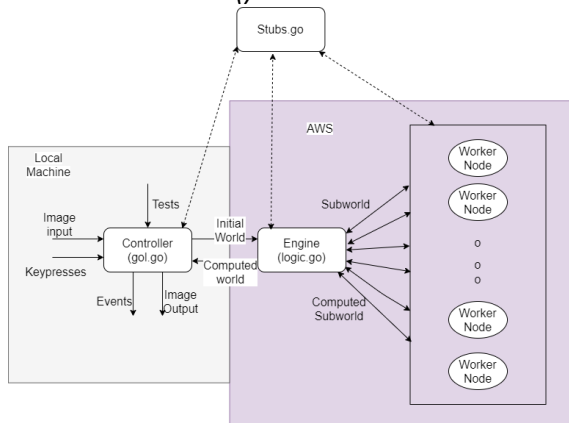 ()
Stubs.go
AWS
Local
Machine
Worker
Node
Worker
Node
Tests
Subworld
Image
input
Initial
World
Controller
(gol.go)
Engine
(logic.go)
o
o
o
Keypresses
Computed
world
Events
Image
Output
Computed
Subworld
Worker
Node
Worker
Node